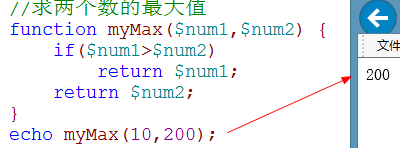 //求两个数的最大值
function myMax($num1,$num2) {
    if($num1>$num2)
        return $num1;
    return $num2;
}
echo myMax(10,200);
文件
200